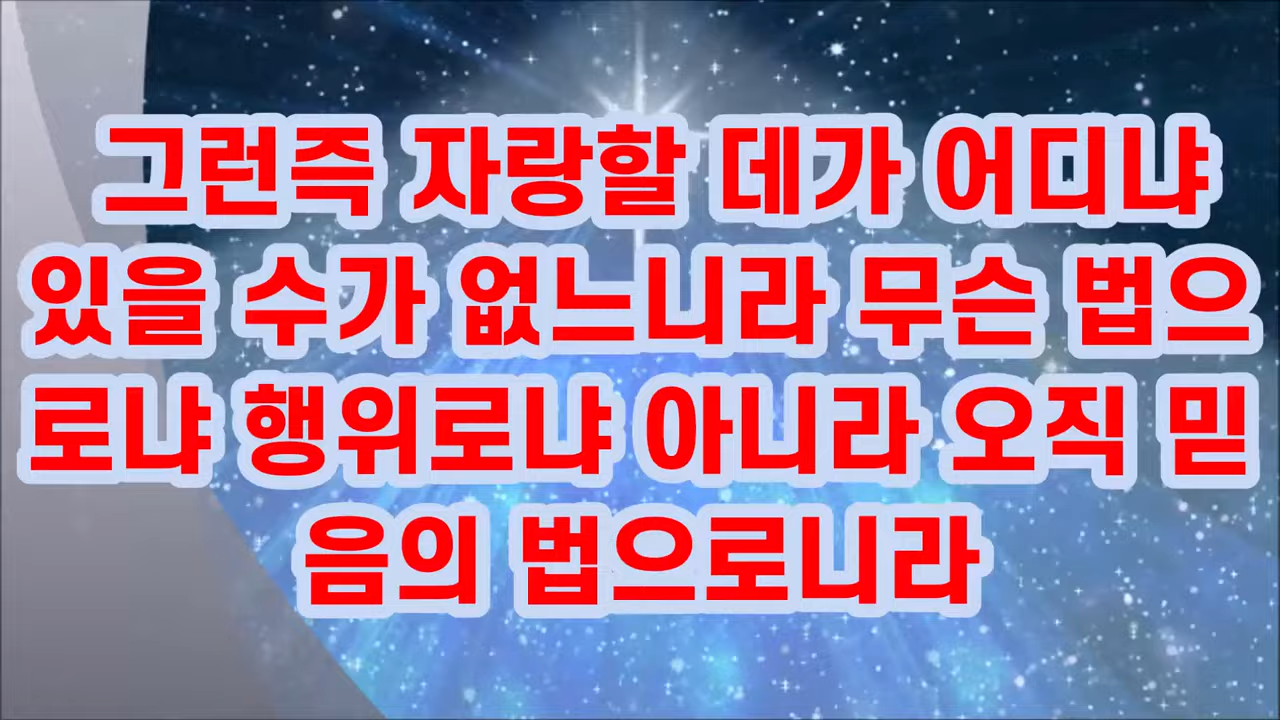 그런즉 자랑할 데가 어디냐
있을 수가 없느니라 무슨 법으
로냐 행위로냐 아니라 오직 믿
음의 법으로니라